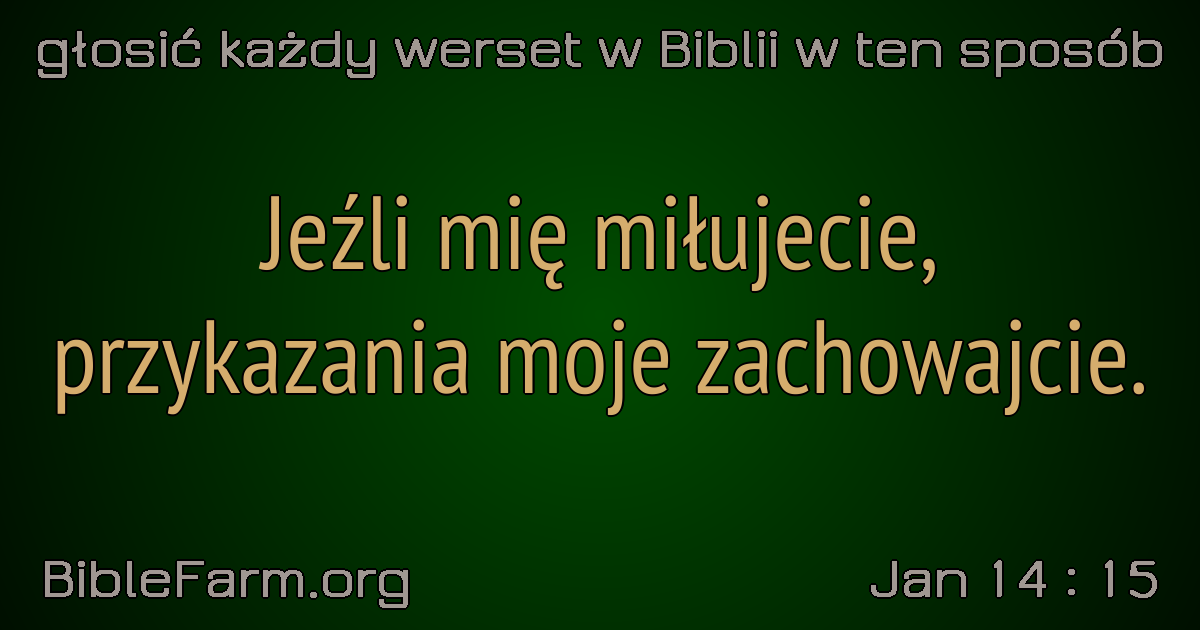 głosić każdy werset w Biblii w ten sposób
Jeźli mię miłujecie,
przykazania moje zachowajcie.
BibleFarm.org
Jan 14 : 15